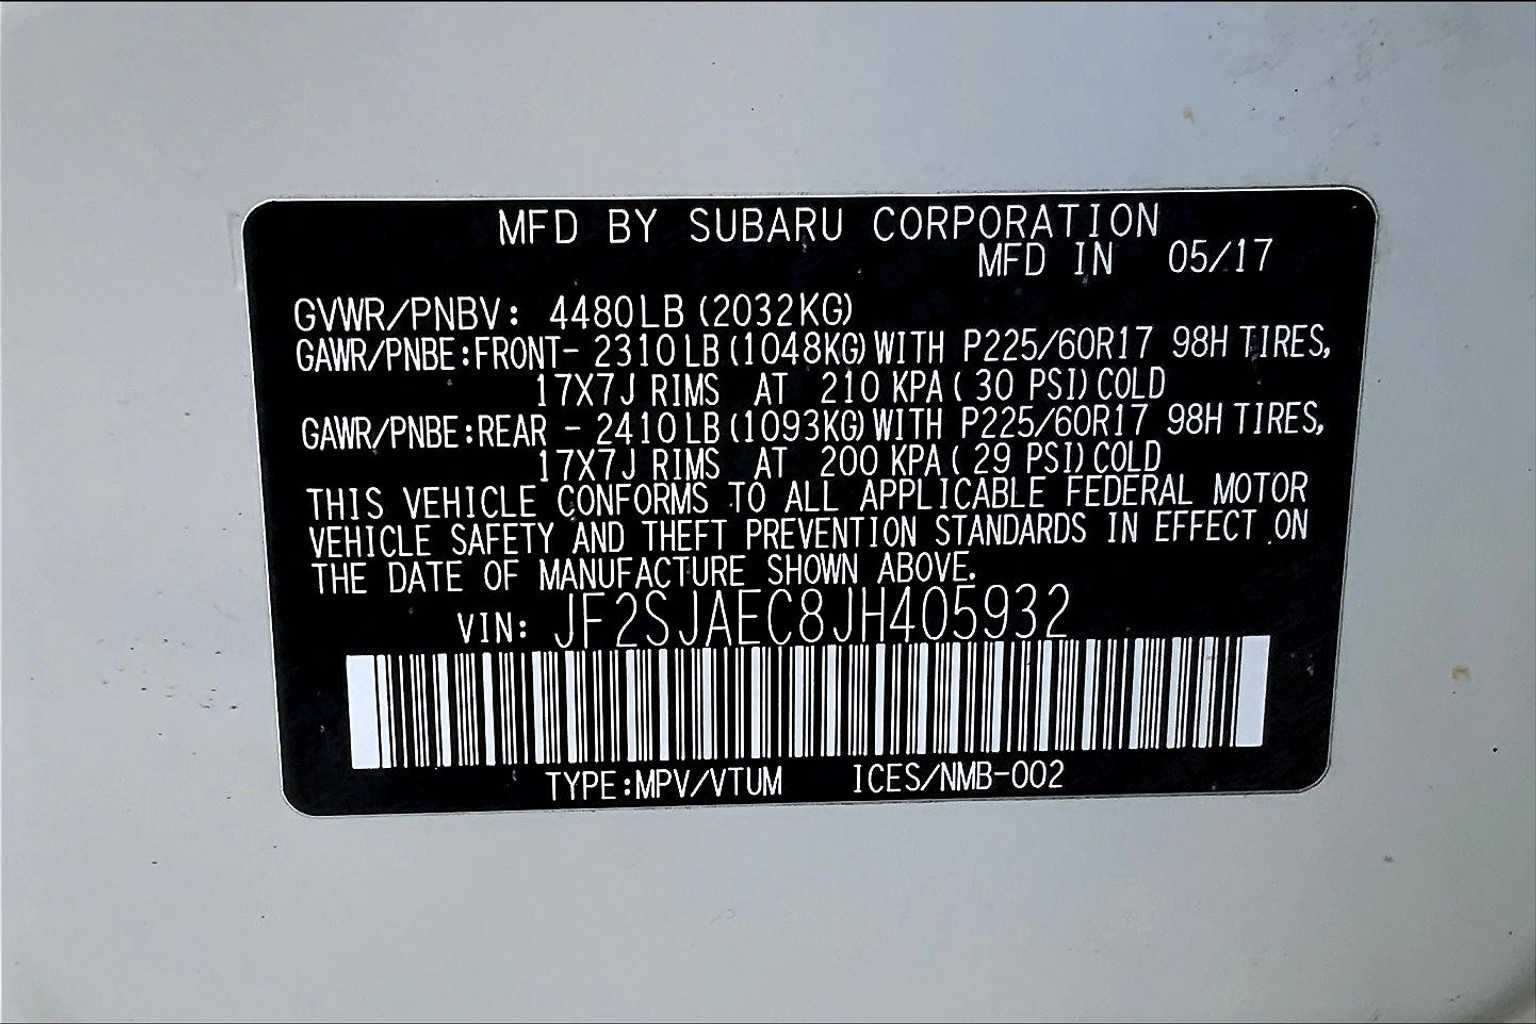 MFD BY SUBARU CORPORATION
MFD IN 05/17
GVWR/PNBV: 4480LB (2032KG)
GAWR/PNBE:FRONT- 2310LB(1048KG)WITH P225/60R17 98H TIRES,
17X7J RIMS AT 210 KPA( 30 PSI)COLD
GAWR/PNBE:REAR - 2410LB(1093KG)WITH P225/60R17 98H TIRES,
17X7J RIMS AT 200 KPA( 29 PSI)COLD
THIS VEHICLE CONFORMS TO ALL APPLICABLE FEDERAL MOTOR
VEHICLE SAFETY AND THEFT PREVENTION STANDARDS IN EFFECT ON
THE DATE OF MANUFACTURE SHOWN ABOVE.
VIN: JF2SJAEC8JH405932
TYPE:MPV/VTUM ICES/NMB-002